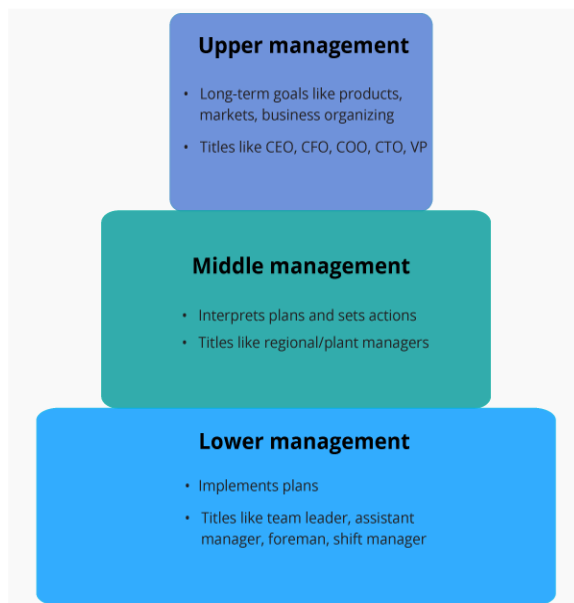 Upper management
• Long-term goals like products,
markets, business organizing
• Titles like CEO, CFO, COO, CTO, VP
Middle management
• Interprets plans and sets actions
• Titles like regional/plant managers
Lower management
• Implements plans
• Titles like team leader, assistant
manager, foreman, shift manager